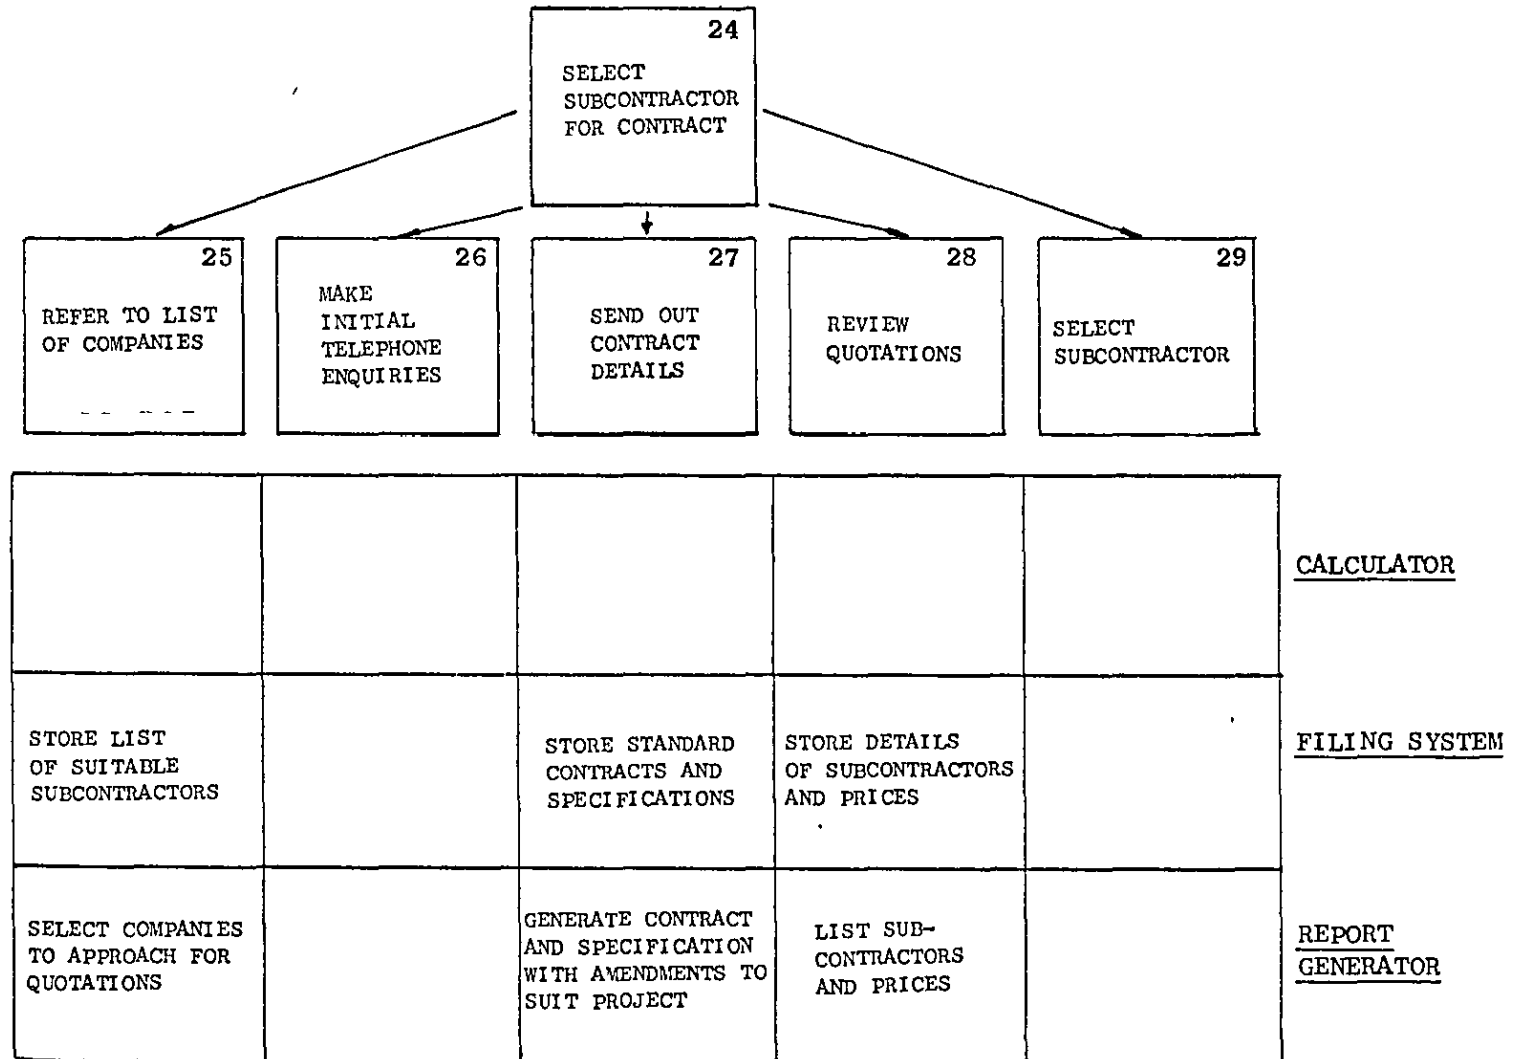 24
SELECT
SUBCONTRACTOR
FOR CONTRACT
25
REFER TO LIST
OF COMPANIES
26
MAKE
INITIAL
TELEPHONE
ENQUIRIES
27
SEND OUT
CONTRACT
DETAILS
28
REVIEW
QUOTATIONS
29
SELECT
SUBCONTRACTOR
CALCULATOR
STORE LIST
OF SUITABLE
SUBCONTRACTORS
STORE STANDARD
CONTRACTS AND
SPECIFICATIONS
STORE DETAILS
OF SUBCONTRACTORS
AND PRICES
FILING SYSTEM
SELECT COMPANIES
TO APPROACH FOR
QUOTATIONS
GENERATE CONTRACT
AND SPECIFICATION
WITH AMENDMENTS TO
SUIT PROJECT
LIST SUB-
CONTRACTORS
AND PRICES
REPORT
GENERATOR